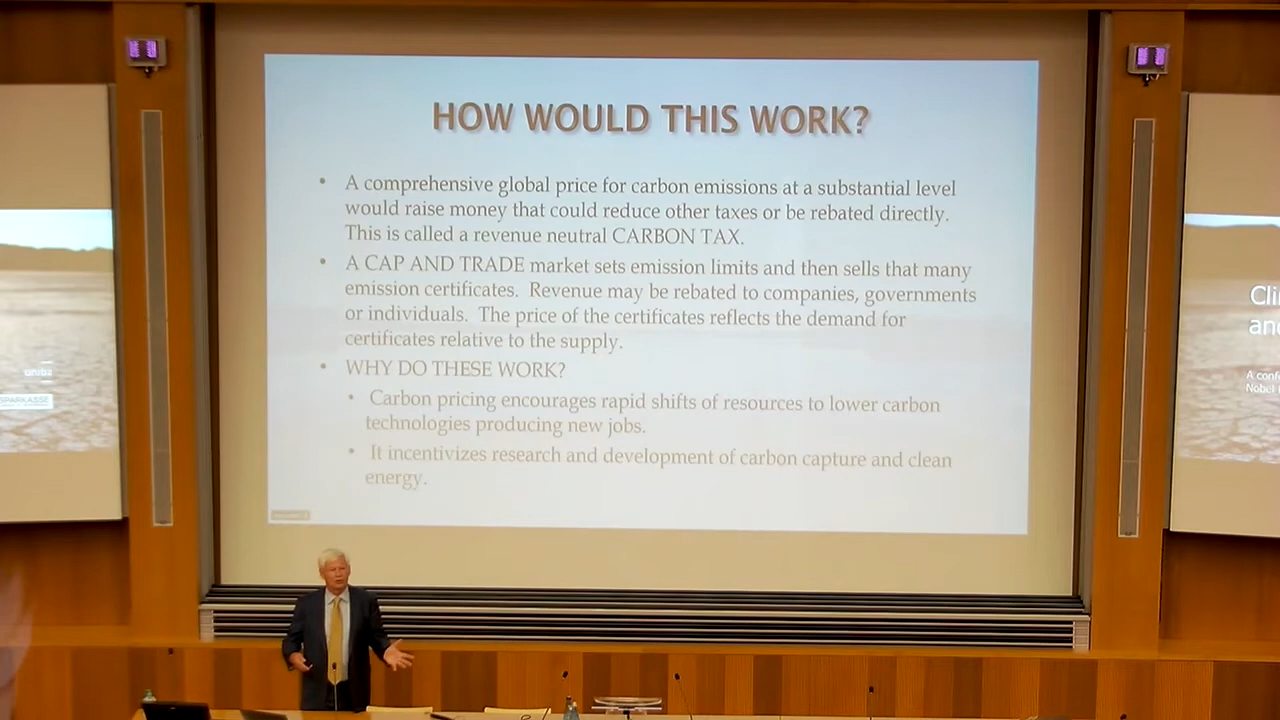 HOW WOULD THIS WORK?
• A comprehensive global price for carbon emissions at a substantial level
would raise money that could reduce other taxes or be rebated directly.
This is called a revenue neutral CARBON TAX.
• A CAP AND TRADE market sets emission limits and then sells that many
emission certificates. Revenue may be rebated to companies, governments
or individuals. The price of the certificates reflects the demand for
certificates relative to the supply.
• WHY DO THESE WORK?
• Carbon pricing encourages rapid shifts of resources to lower carbon
technologies producing new jobs.
• It incentivizes research and development of carbon capture and clean
energy.
SPARKASSE
Cli
an
A conf
Nobel